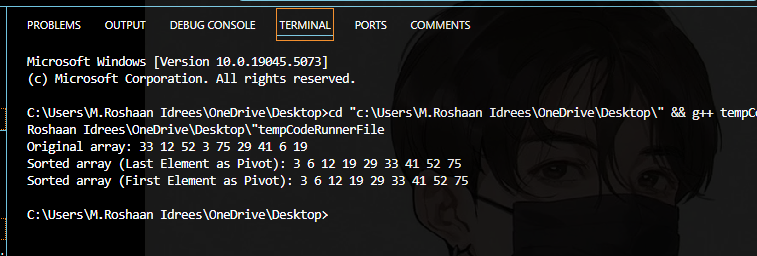 PROBLEMS OUTPUT DEBUG CONSOLE TERMINAL PORTS COMMENTS
Microsoft Windows [Version 10.0.19045.5073]
(c) Microsoft Corporation. All rights reserved.
C:\Users\M.Roshaan Idrees\OneDrive\Desktop>cd "c:\Users\M.Roshaan Idrees\OneDrive\Desktop\" && g++ tempCo
Roshaan Idrees\OneDrive\Desktop\"tempCodeRunnerFile
Original array: 33 12 52 3 75 29 41 6 19
Sorted array (Last Element as Pivot): 3 6 12 19 29 33 41 52 75
Sorted array (First Element as Pivot): 3 6 12 19 29 33 41 52 75
C:\Users\M.Roshaan Idrees\OneDrive\Desktop>